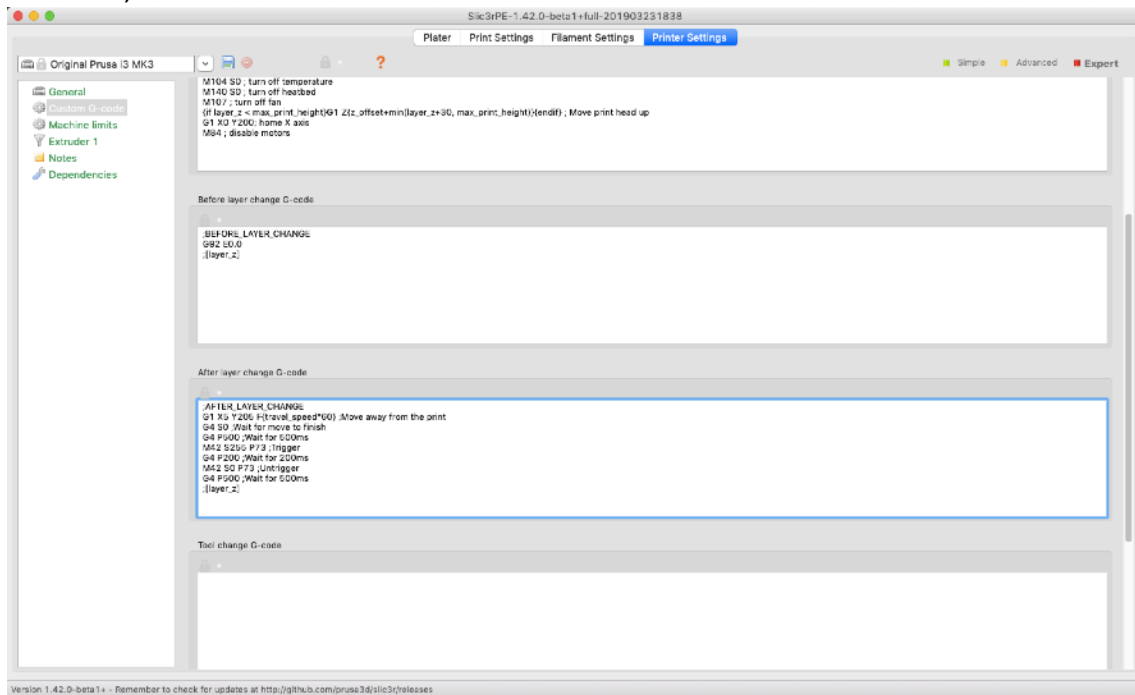 Slic3rPE-1.42.0-beta1+full-201903231838
Plater Print Settings Filament Settings Printer Settings
Original Prusa i3 MK3 ? Simple Advanced Expert
General
Custom G-code
Machine limits
Extruder 1
Notes
Dependencies
M104 S0 ; turn off temperature
M140 S0 ; turn off heatbed
M107 ; turn off fan
{if layer_z < max_print_height}G1 Z{z_offset+min(layer_z+30, max_print_height)}{endif} ; Move print head up
G1 X0 Y200; home X axis
M84 ; disable motors
Before layer change G-code
;BEFORE_LAYER_CHANGE
G92 E0.0
;[layer_z]
After layer change G-code
;AFTER_LAYER_CHANGE
G1 X5 Y205 F{travel_speed*60} ;Move away from the print
G4 S0 ;Wait for move to finish
G4 P500 ;Wait for 500ms
M42 S255 P73 ;Trigger
G4 P200 ;Wait for 200ms
M42 S0 P73 ;Untrigger
G4 P500 ;Wait for 500ms
;[layer_z]
Tool change G-code
Version 1.42.0-beta1+ - Remember to check for updates at http://github.com/prusa3d/slic3r/releases